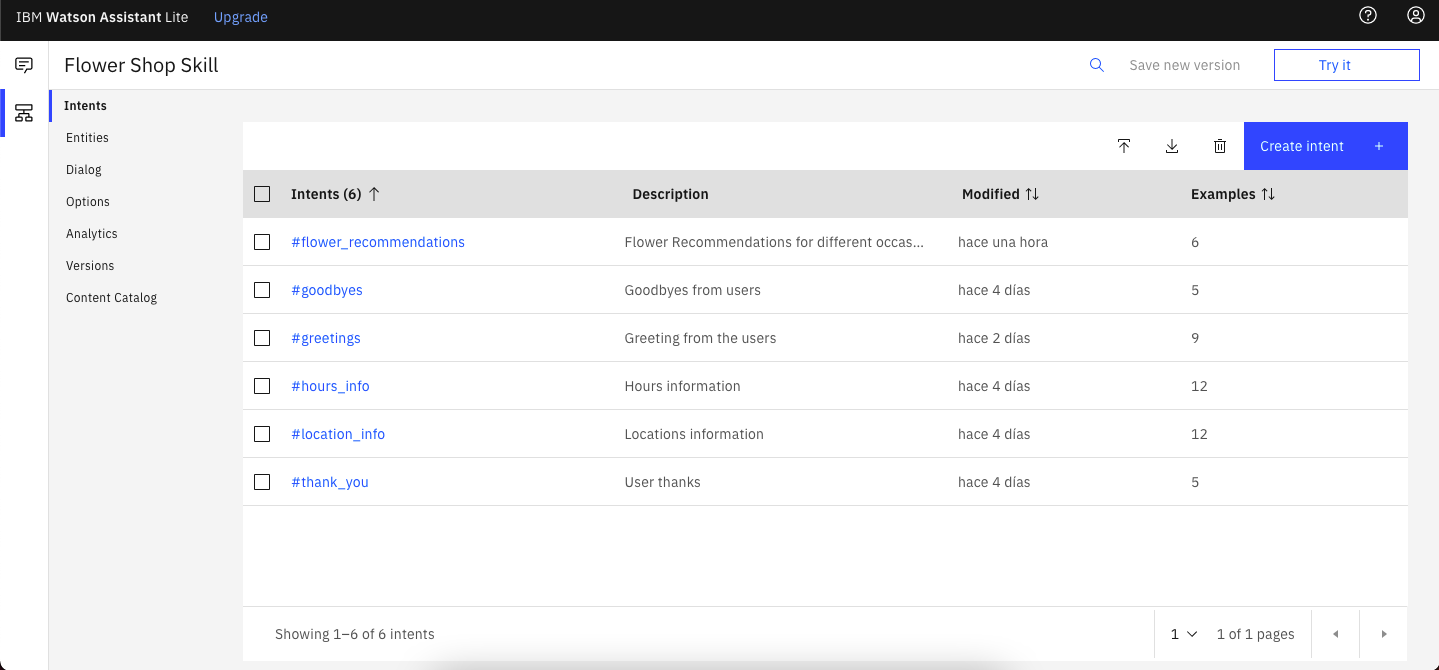 IBM Watson Assistant Lite Upgrade
Flower Shop Skill
Save new version
Try it
Intents
Entities
Dialog
Options
Analytics
Versions
Content Catalog
Create intent +
Intents (6) Description Modified Examples
#flower_recommendations Flower Recommendations for different occas... hace una hora 6
#goodbyes Goodbyes from users hace 4 días 5
#greetings Greeting from the users hace 2 días 9
#hours_info Hours information hace 4 días 12
#location_info Locations information hace 4 días 12
#thank_you User thanks hace 4 días 5
Showing 1–6 of 6 intents 1 1 of 1 pages